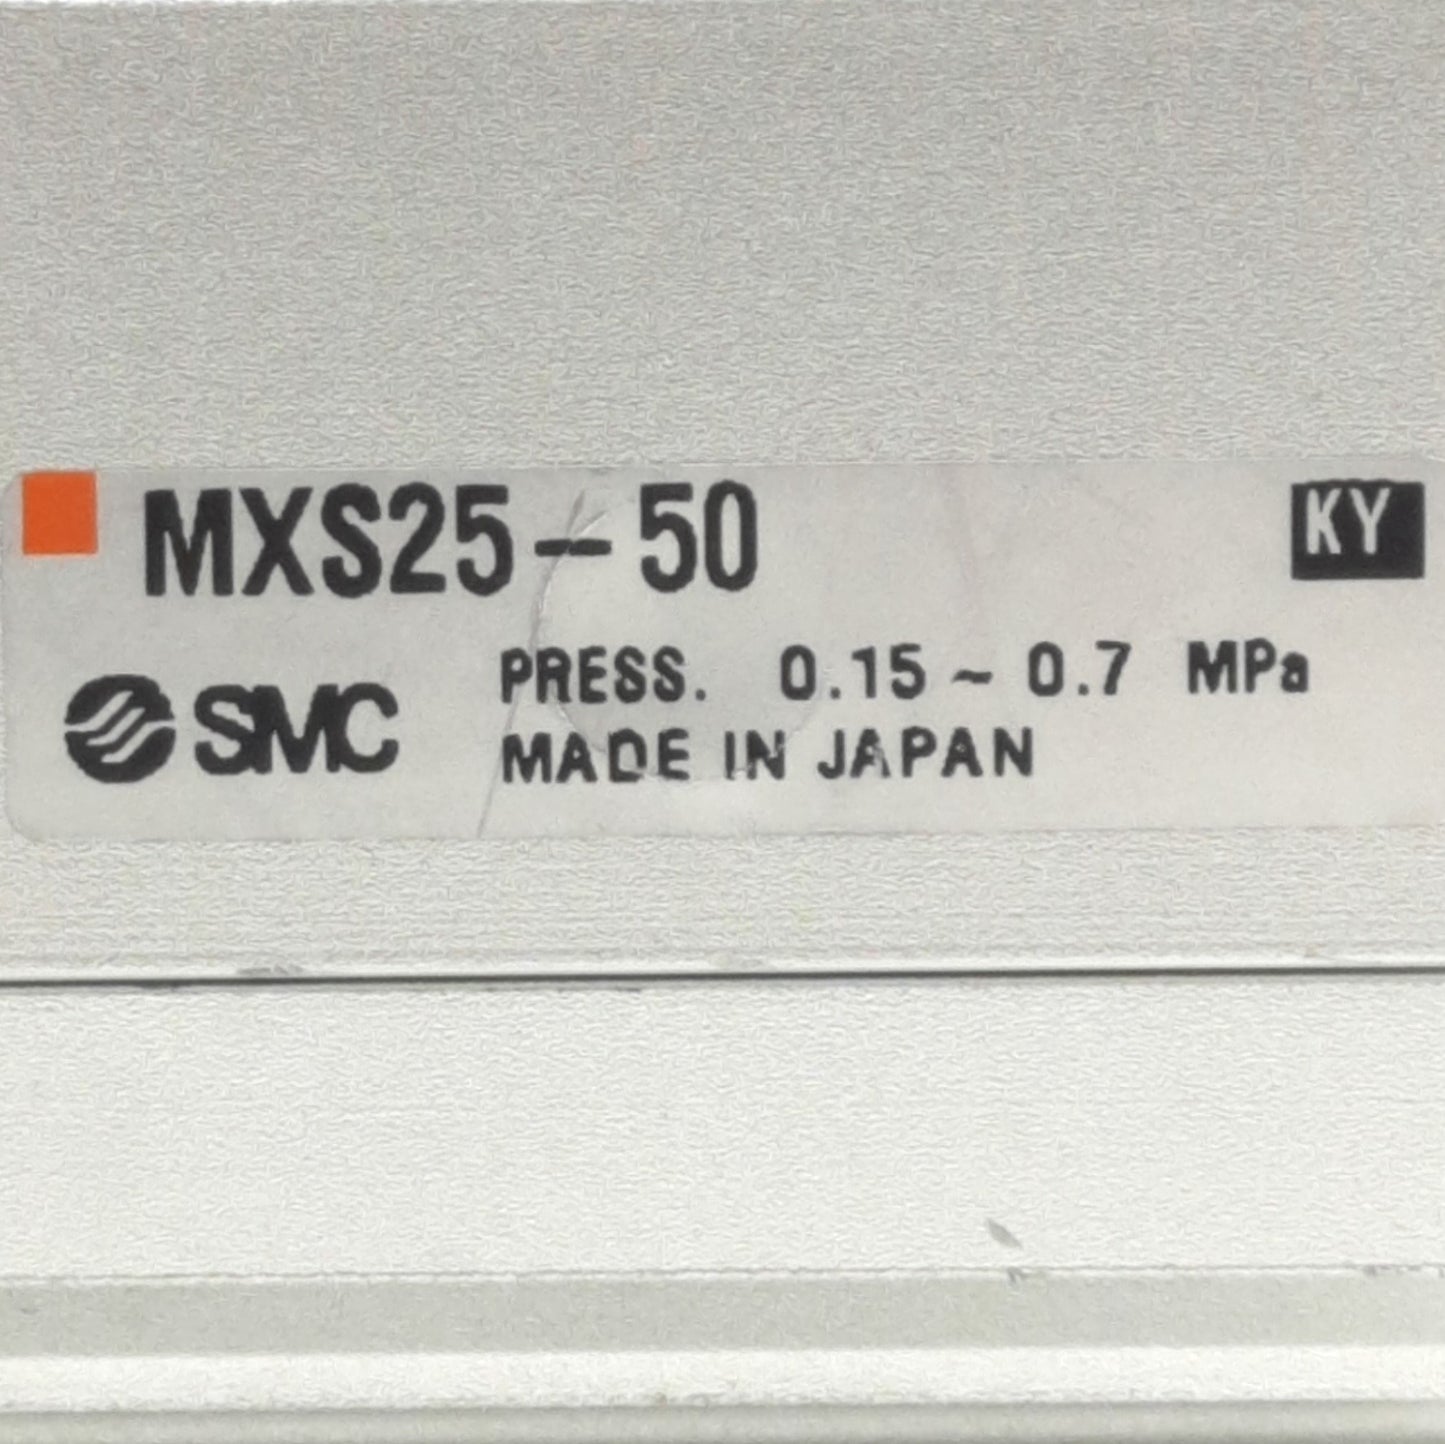 MXS25-50 KY
SMC PRESS. 0.15~0.7 MPa
MADE IN JAPAN